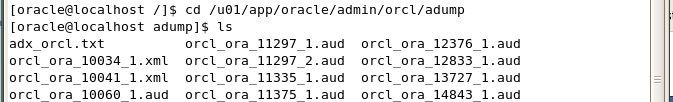 [oracle@localhost /]$ cd /u01/app/oracle/admin/orcl/adump
[oracle@localhost adump]$ ls
adx_orcl.txt orcl_ora_11297_1.aud orcl_ora_12376_1.aud
orcl_ora_10034_1.xml orcl_ora_11297_2.aud orcl_ora_12833_1.aud
orcl_ora_10041_1.xml orcl_ora_11335_1.aud orcl_ora_13727_1.aud
orcl_ora_10060_1.aud orcl_ora_11375_1.aud orcl_ora_14843_1.aud